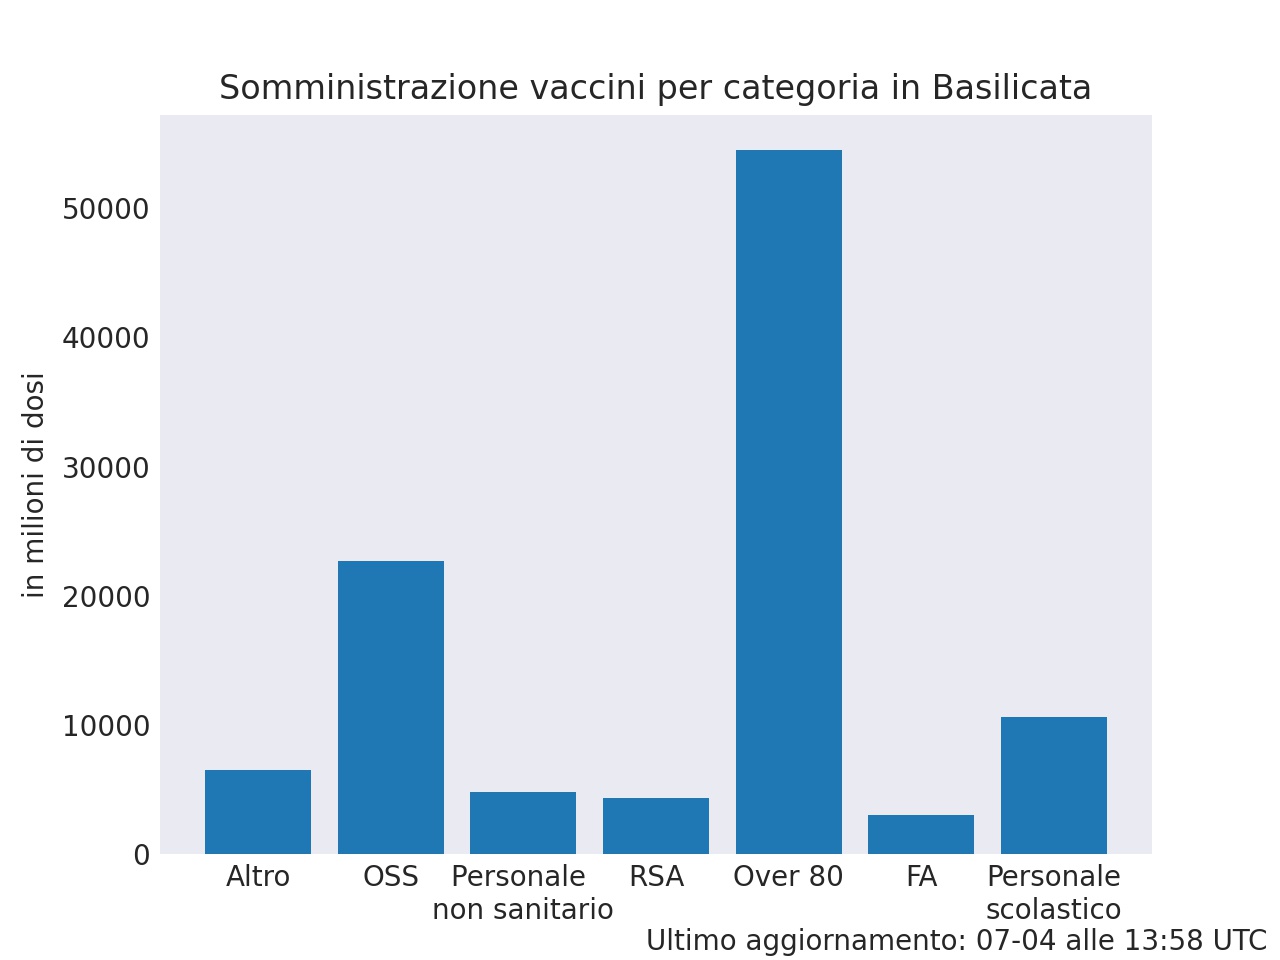 Somministrazione vaccini per categoria in Basilicata
in milioni di dosi
50000
40000
30000
20000
10000
0
Altro
OSS
Personale
non sanitario
RSA
Over 80
FA
Personale
scolastico
Ultimo aggiornamento: 07-04 alle 13:58 UTC